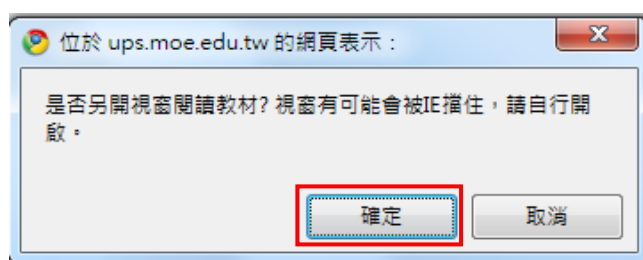 位於 ups.moe.edu.tw 的網頁表示：
是否另開視窗閱讀教材? 視窗有可能會被IE擋住，請自行開
啟。
確定
取消